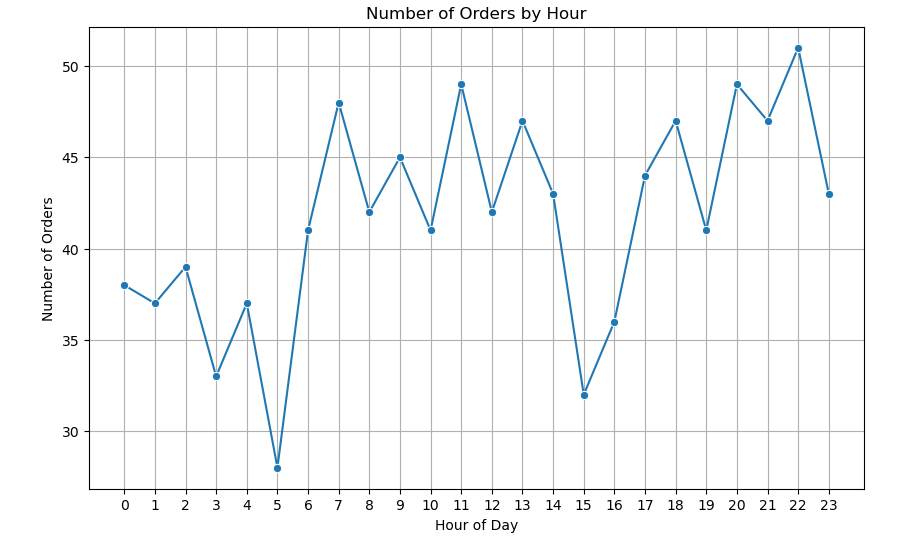 Number of Orders by Hour
Number of Orders
50
45
40
35
30
0 1 2 3 4 5 6 7 8 9 10 11 12 13 14 15 16 17 18 19 20 21 22 23
Hour of Day